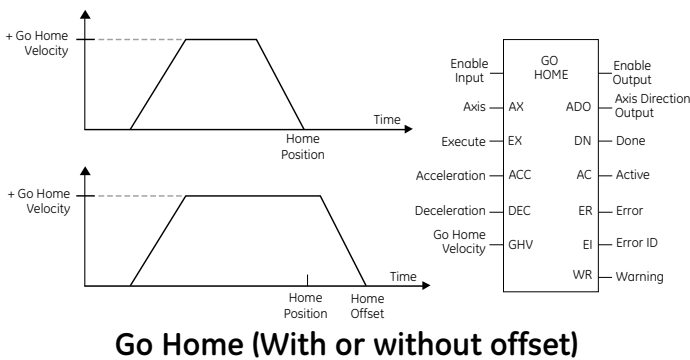 + Go Home
Velocity
Time
Home
Position
+ Go Home
Velocity
Time
Home
Position
Home
Offset
GO
HOME
Enable
Input
Enable
Output
Axis
AX
ADO
Axis Direction
Output
Execute
EX
DN
Done
Acceleration
ACC
AC
Active
Deceleration
DEC
ER
Error
Go Home
Velocity
GHV
EI
Error ID
WR
Warning
Go Home (With or without offset)